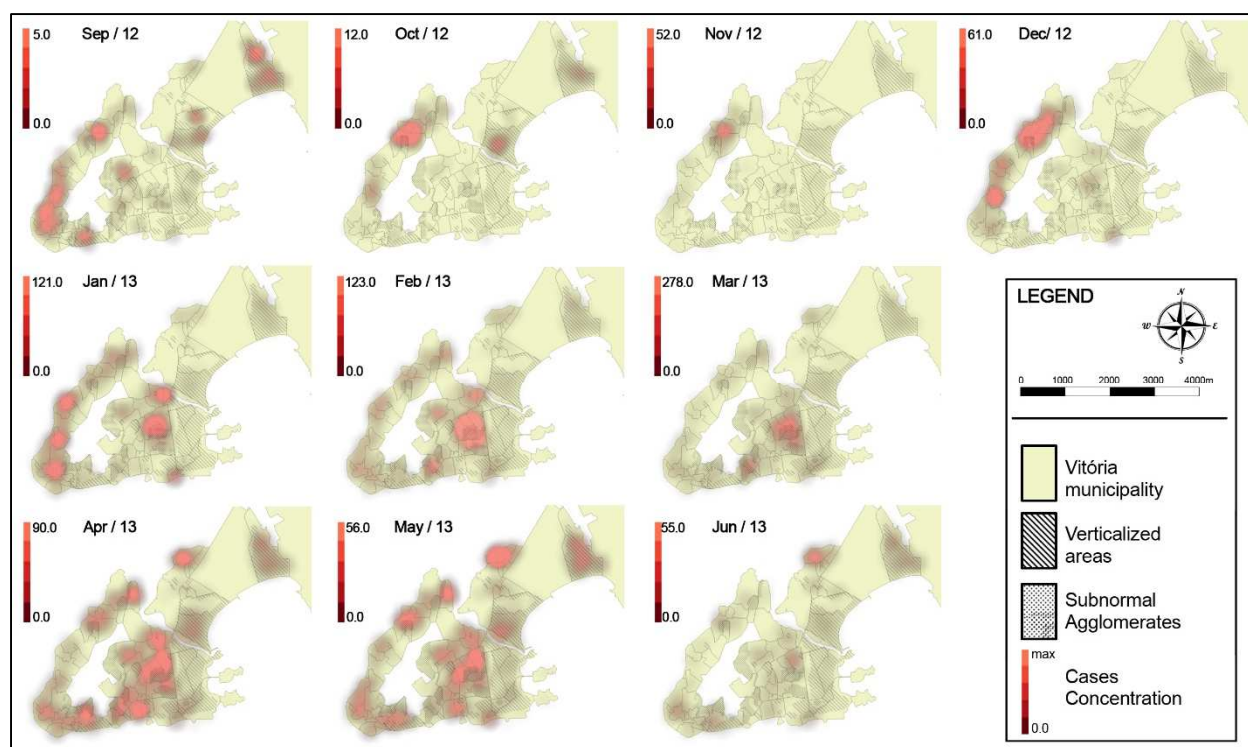 5.0 Sep / 12
0.0
12.0 Oct / 12
0.0
52.0 Nov / 12
0.0
61.0 Dec/ 12
0.0
121.0 Jan / 13
0.0
123.0 Feb / 13
0.0
278.0 Mar / 13
0.0
90.0 Apr / 13
0.0
56.0 May / 13
0.0
55.0 Jun / 13
0.0
LEGEND
N
W E
S
0 1000 2000 3000 4000m
Vitória
municipality
Verticalized
areas
Subnormal
Agglomerates
max
Cases
Concentration
0.0